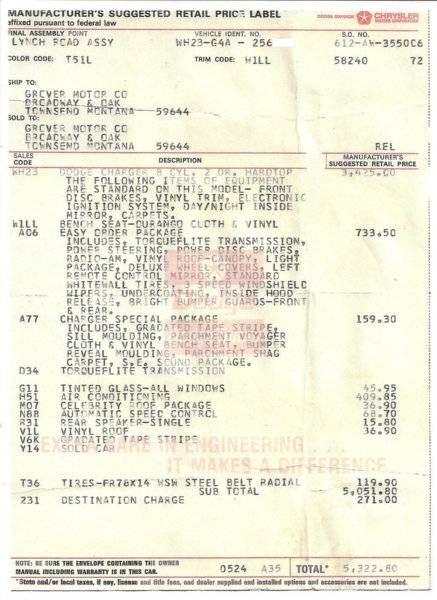 MANUFACTURER'S SUGGESTED RETAIL PRICE LABEL
affixed pursuant to federal law
DODGE DIVISION CHRYSLER MOTORS CORPORATION
FINAL ASSEMBLY POINT VEHICLE IDENT. NO. S.O. NO.
LYNCH ROAD ASSY WH23-G4A - 256 612-AW-3550C6
COLOR CODE: T51L TRIM CODE: W1LL 58240 72
SHIP TO:
GROVER MOTOR CO
BROADWAY & OAK
TOWNSEND MONTANA 59644
SOLD TO:
GROVER MOTOR CO
BROADWAY & OAK
TOWNSEND MONTANA 59644 REL
SALES CODE DESCRIPTION MANUFACTURER'S SUGGESTED RETAIL PRICE
WH23 DODGE CHARGER 8 CYL. 2 DR. HARDTOP
THE FOLLOWING ITEMS OF EQUIPMENT
ARE STANDARD ON THIS MODEL- FRONT
DISC BRAKES, VINYL TRIM, ELECTRONIC
IGNITION SYSTEM, DAY/NIGHT INSIDE
MIRROR, CARPETS.
W1LL BENCH SEAT-DURANGO CLOTH & VINYL
A06 EASY ORDER PACKAGE 733.50
INCLUDES, TORQUEFLITE TRANSMISSION,
POWER STEERING, POWER DISC BRAKES,
RADIO-AM, VINYL ROOF-CANOPY, LIGHT
PACKAGE, DELUXE WHEEL COVERS, LEFT
REMOTE CONTROL MIRROR, STANDARD
WHITEWALL TIRES, 3 SPEED WINDSHIELD
WIPERS, UNDERCOATING, INSIDE HOOD
RELEASE, BRIGHT BUMPER GUARDS-FRONT
& REAR.
A77 CHARGER SPECIAL PACKAGE 159.30
INCLUDES, GRADATED TAPE STRIPE,
SILL MOULDING, PARCHMENT VOYAGER
CLOTH & VINYL BENCH SEAT, BUMPER
REVEAL MOULDING, PARCHMENT SHAG
CARPET, S.E. SOUND PACKAGE.
D34 TORQUEFLITE TRANSMISSION
G11 TINTED GLASS-ALL WINDOWS 45.95
H51 AIR CONDITIONING 409.85
M07 CELEBRITY ROOF PACKAGE 36.90
N88 AUTOMATIC SPEED CONTROL 68.70
R31 REAR SPEAKER-SINGLE 15.80
V1L VINYL ROOF 36.90
V6K GRADATED TAPE STRIPE
Y14 SOLD CAR
EXTRA CARE IN ENGINEERING...
IT MAKES A DIFFERENCE
T36 TIRES-FR78X14 WSW STEEL BELT RADIAL 119.90
SUB TOTAL 5,051.80
231 DESTINATION CHARGE 271.00
NOTE: BE SURE THE ENVELOPE CONTAINING THE OWNER
MANUAL INCLUDING WARRANTY IS IN THIS CAR. 0524 A35 TOTAL* 5,322.80
*State and/or local taxes, if any, license and title fees, and dealer supplied and installed options and accessories are not included.